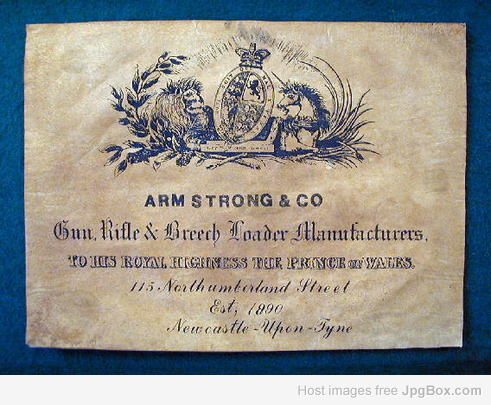 ARM STRONG & CO
Gun, Rifle & Breech Loader Manufacturers,
TO HIS ROYAL HIGHNESS THE PRINCE OF WALES.
115 Northumberland Street
Est, 1890
Newcastle-Upon-Tyne
Host images free JpgBox.com